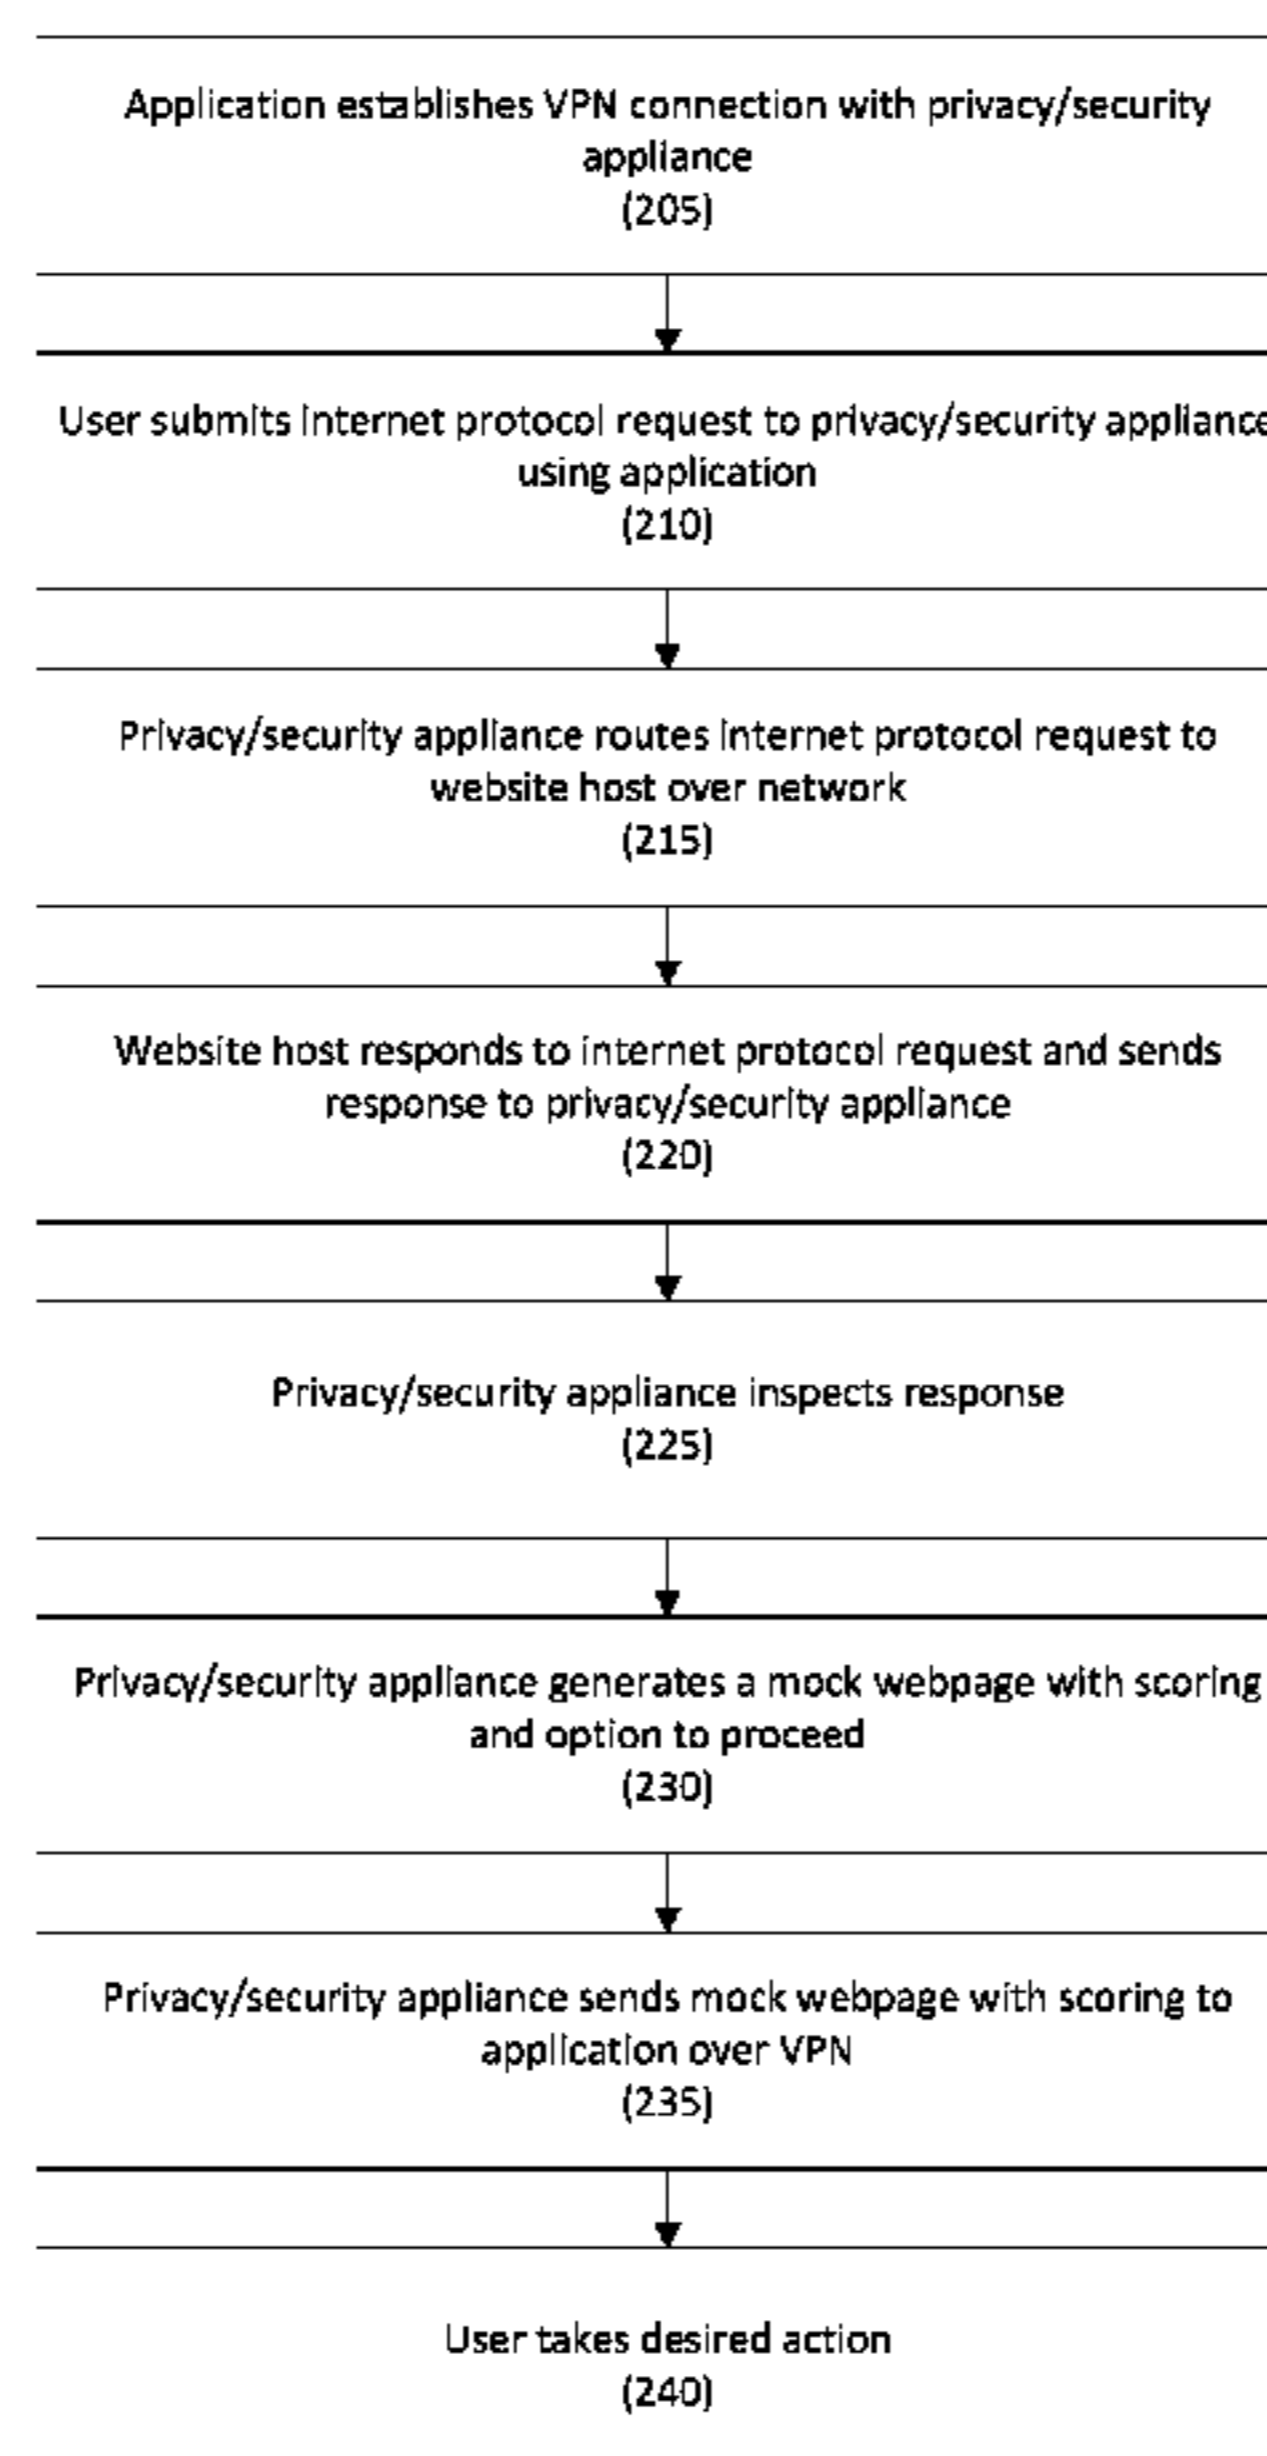 Application establishes VPN connection with privacy/security
appliance
(205)
User submits internet protocol request to privacy/security appliance
using application
(210)
Privacy/security appliance routes internet protocol request to
website host over network
(215)
Website host responds to internet protocol request and sends
response to privacy/security appliance
(220)
Privacy/security appliance inspects response
(225)
Privacy/security appliance generates a mock webpage with scoring
and option to proceed
(230)
Privacy/security appliance sends mock webpage with scoring to
application over VPN
(235)
User takes desired action
(240)